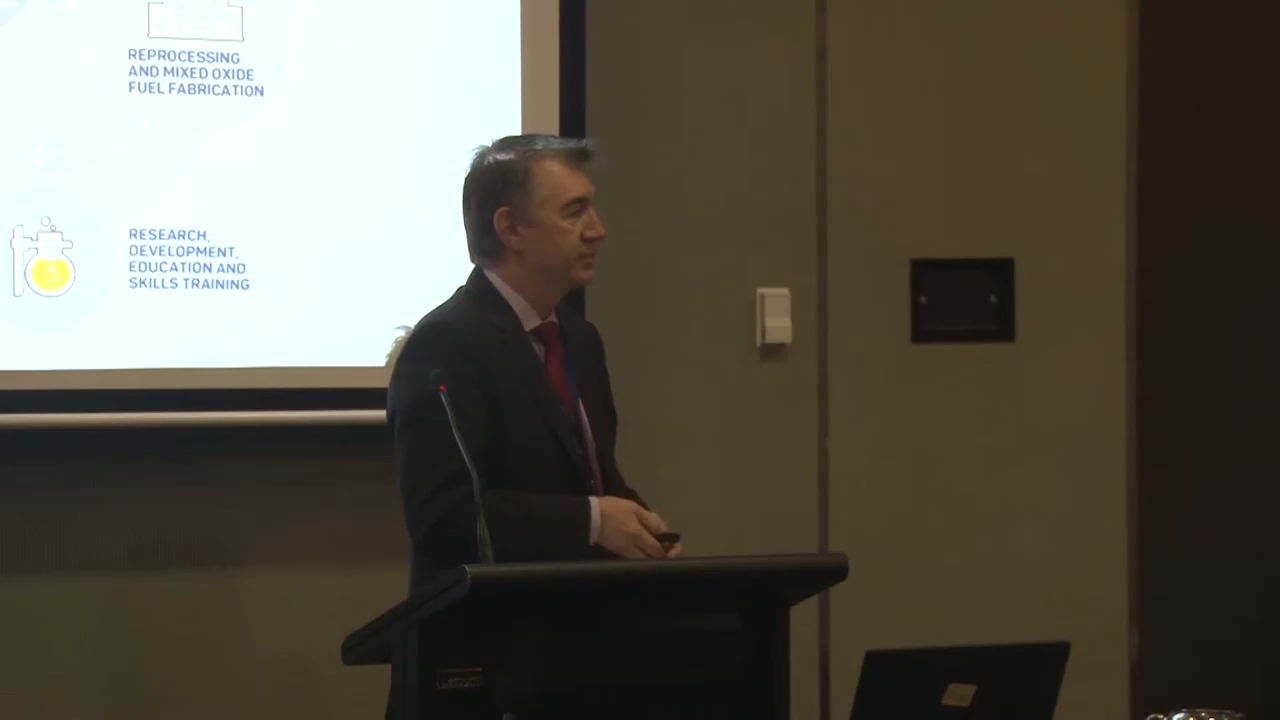 REPROCESSING
AND MIXED OXIDE
FUEL FABRICATION
RESEARCH,
DEVELOPMENT,
EDUCATION AND
SKILLS TRAINING